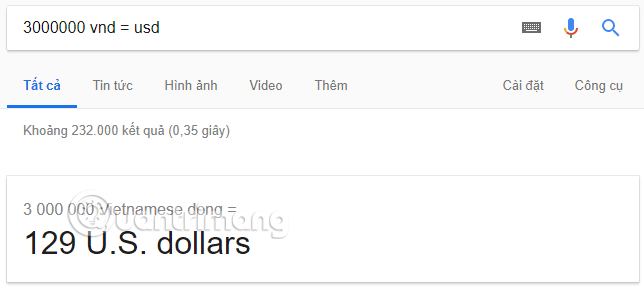 3000000 vnd = usd
Tất cả Tin tức Hình ảnh Video Thêm Cài đặt Công cụ
Khoảng 232.000 kết quả (0,35 giây)
3 000 000 Vietnamese dong =
Quantrimang
129 U.S. dollars